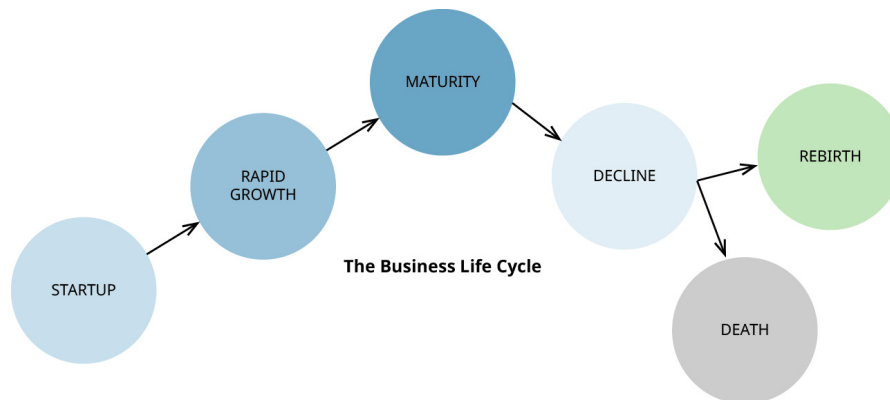 STARTUP
RAPID
GROWTH
MATURITY
DECLINE
REBIRTH
DEATH
The Business Life Cycle